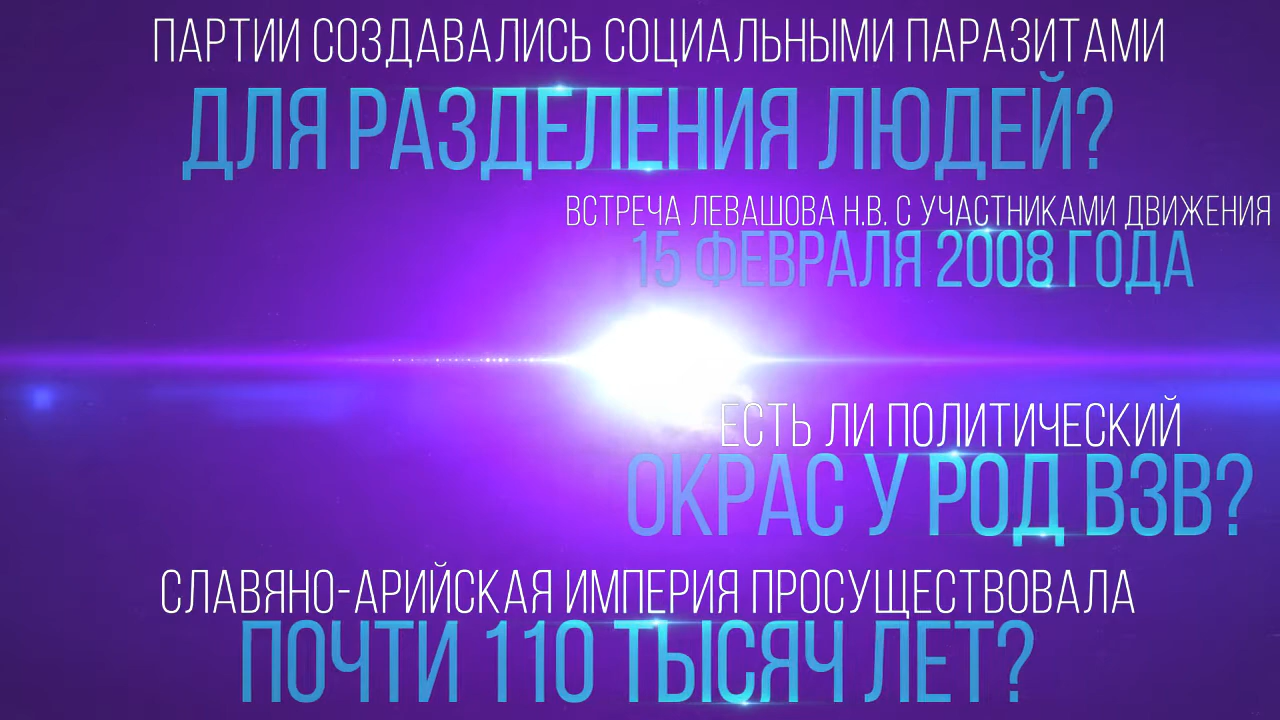 ПАРТИИ СОЗДАВАЛИСЬ СОЦИАЛЬНЫМИ ПАРАЗИТАМИ
ДЛЯ РАЗДЕЛЕНИЯ ЛЮДЕЙ?
ВСТРЕЧА ЛЕВАШОВА Н.В. С УЧАСТНИКАМИ ДВИЖЕНИЯ
15 ФЕВРАЛЯ 2008 ГОДА
ЕСТЬ ЛИ ПОЛИТИЧЕСКИЙ
ОКРАС У РОД ВЗВ?
СЛАВЯНО-АРИЙСКАЯ ИМПЕРИЯ ПРОСУЩЕСТВОВАЛА
ПОЧТИ 110 ТЫСЯЧ ЛЕТ?